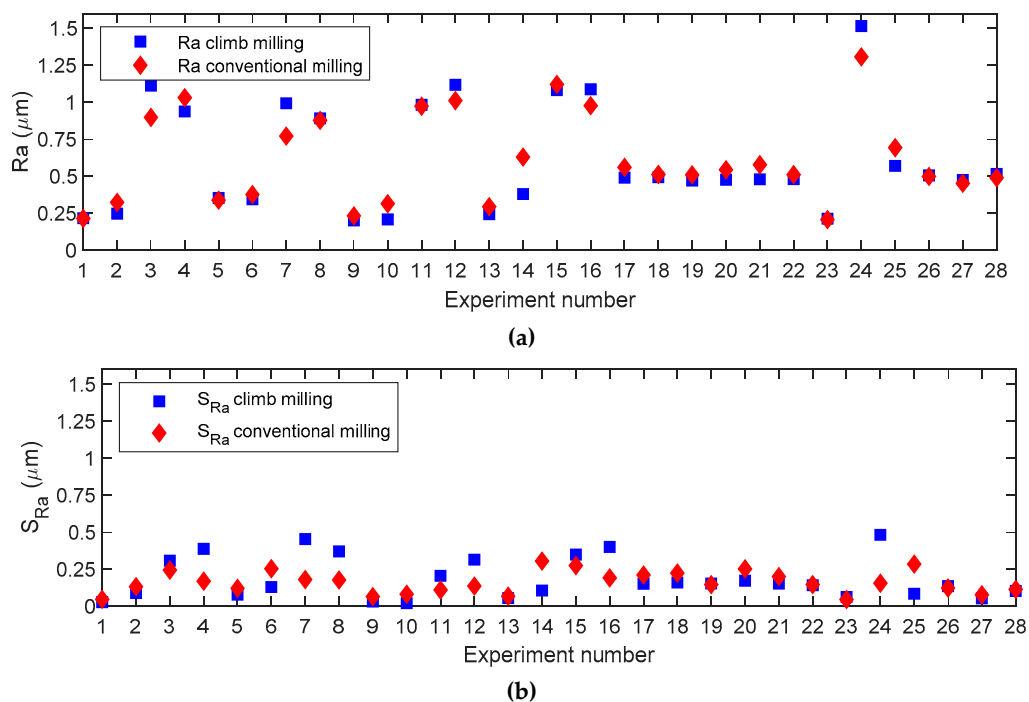 1.5
1.25
1
0.75
0.5
0.25
0
Ra (μm)
Ra climb milling
Ra conventional milling
1 2 3 4 5 6 7 8 9 10 11 12 13 14 15 16 17 18 19 20 21 22 23 24 25 26 27 28
Experiment number
(a)
1.5
1.25
1
0.75
0.5
0.25
0
S_Ra (μm)
S_Ra climb milling
S_Ra conventional milling
1 2 3 4 5 6 7 8 9 10 11 12 13 14 15 16 17 18 19 20 21 22 23 24 25 26 27 28
Experiment number
(b)